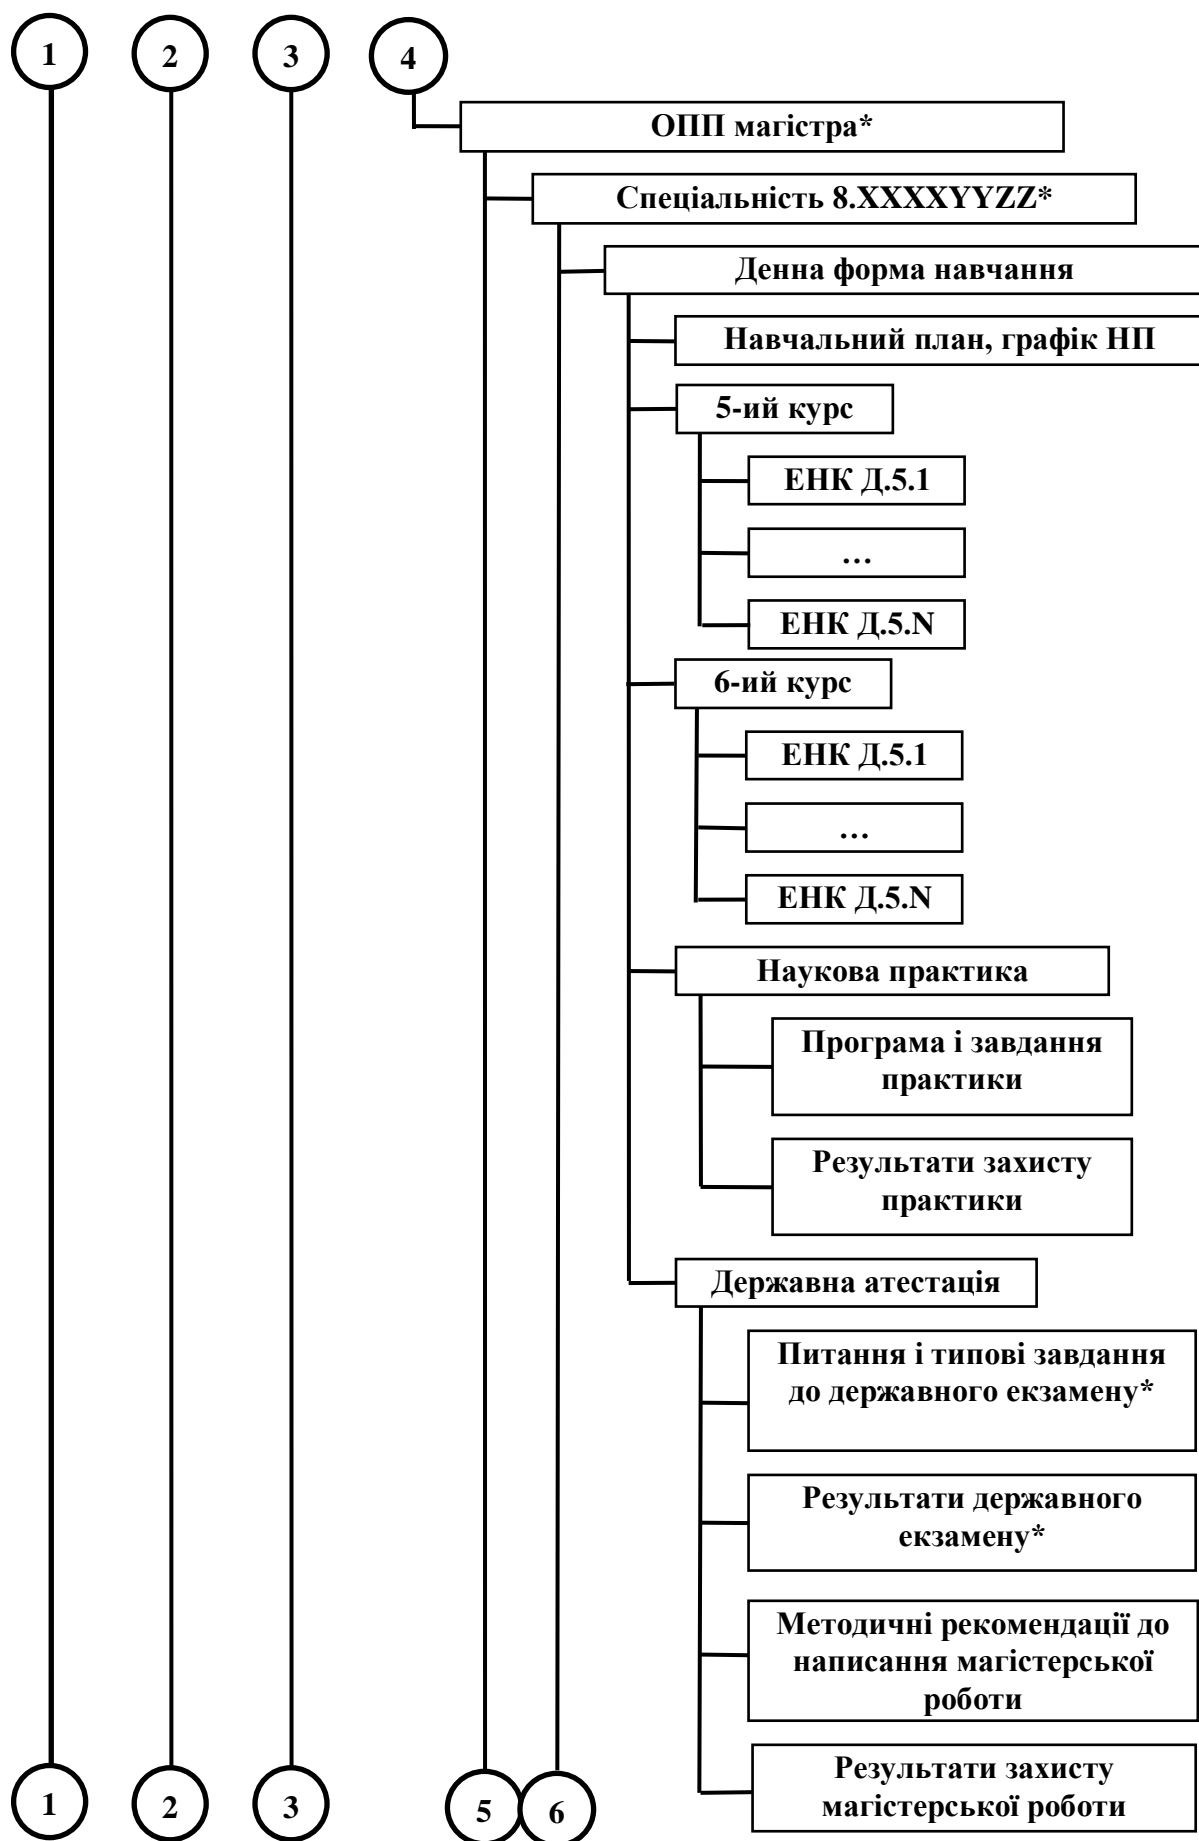 1 2 3 4
ОПП магістра*
Спеціальність 8.XXXXYYZZ*
Денна форма навчання
Навчальний план, графік НП
5-ий курс
ЕНК Д.5.1
…
ЕНК Д.5.N
6-ий курс
ЕНК Д.5.1
…
ЕНК Д.5.N
Наукова практика
Програма і завдання
практики
Результати захисту
практики
Державна атестація
Питання і типові завдання
до державного екзамену*
Результати державного
екзамену*
Методичні рекомендації до
написання магістерської
роботи
Результати захисту
магістерської роботи
1 2 3 5 6